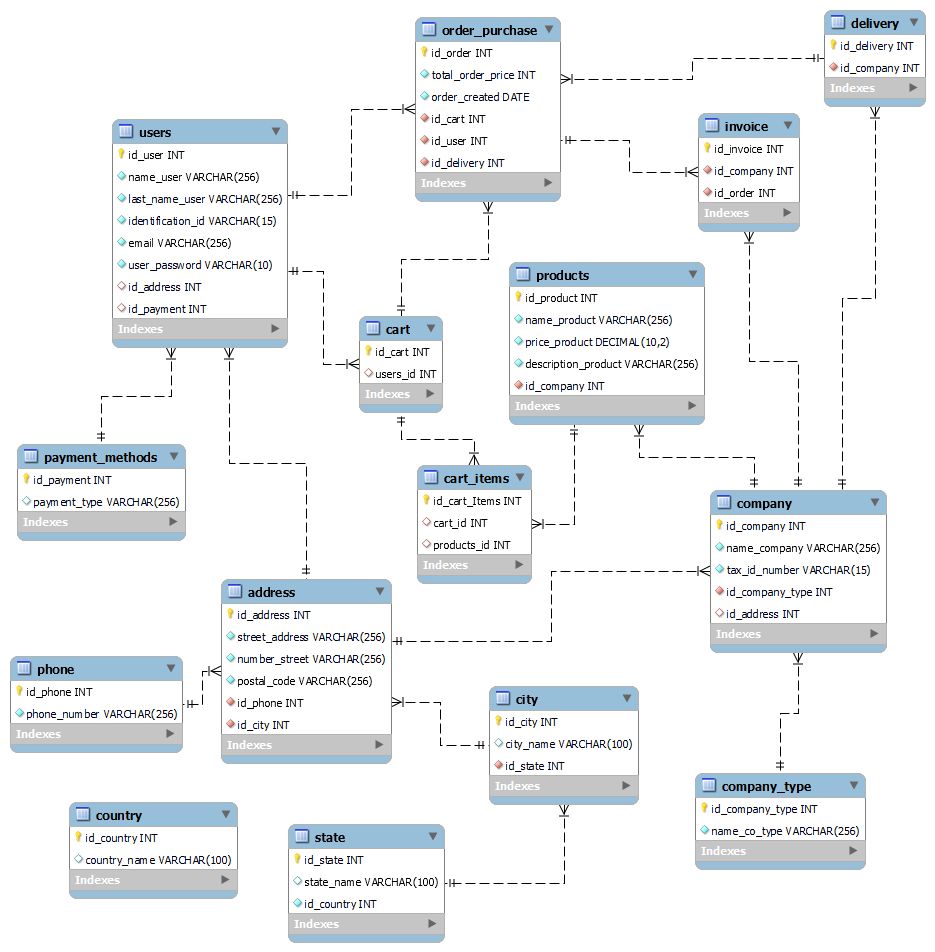 order_purchase
id_order INT
total_order_price INT
order_created DATE
id_cart INT
id_user INT
id_delivery INT
Indexes
delivery
id_delivery INT
id_company INT
Indexes
users
id_user INT
name_user VARCHAR(256)
last_name_user VARCHAR(256)
identification_id VARCHAR(15)
email VARCHAR(256)
user_password VARCHAR(10)
id_address INT
id_payment INT
Indexes
invoice
id_invoice INT
id_company INT
id_order INT
Indexes
products
id_product INT
name_product VARCHAR(256)
price_product DECIMAL(10,2)
description_product VARCHAR(256)
id_company INT
Indexes
cart
id_cart INT
users_id INT
Indexes
payment_methods
id_payment INT
payment_type VARCHAR(256)
Indexes
cart_items
id_cart_Items INT
cart_id INT
products_id INT
Indexes
company
id_company INT
name_company VARCHAR(256)
tax_id_number VARCHAR(15)
id_company_type INT
id_address INT
Indexes
address
id_address INT
street_address VARCHAR(256)
number_street VARCHAR(256)
postal_code VARCHAR(256)
id_phone INT
id_city INT
Indexes
phone
id_phone INT
phone_number VARCHAR(256)
Indexes
city
id_city INT
city_name VARCHAR(100)
id_state INT
Indexes
company_type
id_company_type INT
name_co_type VARCHAR(256)
Indexes
country
id_country INT
country_name VARCHAR(100)
Indexes
state
id_state INT
state_name VARCHAR(100)
id_country INT
Indexes